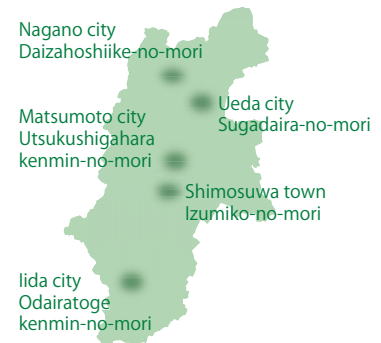 Nagano city
Daizahoshiike-no-mori
Ueda city
Sugadaira-no-mori
Matsumoto city
Utsukushigahara
kenmin-no-mori
Shimosuwa town
Izumiko-no-mori
Iida city
Odairatoge
kenmin-no-mori